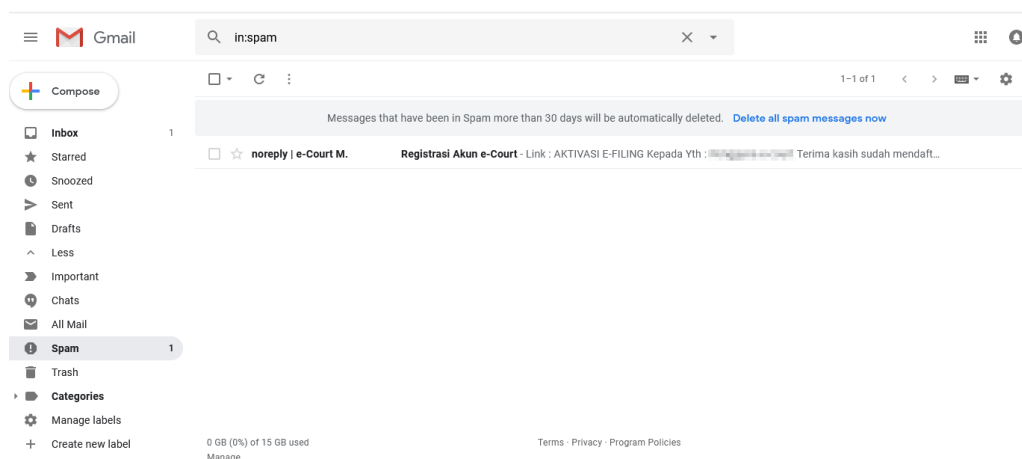 Gmail
in:spam
Compose
1–1 of 1
Messages that have been in Spam more than 30 days will be automatically deleted. Delete all spam messages now
Inbox 1
noreply | e-Court M. Registrasi Akun e-Court - Link : AKTIVASI E-FILING Kepada Yth : Terima kasih sudah mendaft...
Starred
Snoozed
Sent
Drafts
Less
Important
Chats
All Mail
Spam 1
Trash
Categories
Manage labels
Create new label
0 GB (0%) of 15 GB used
Manage
Terms · Privacy · Program Policies